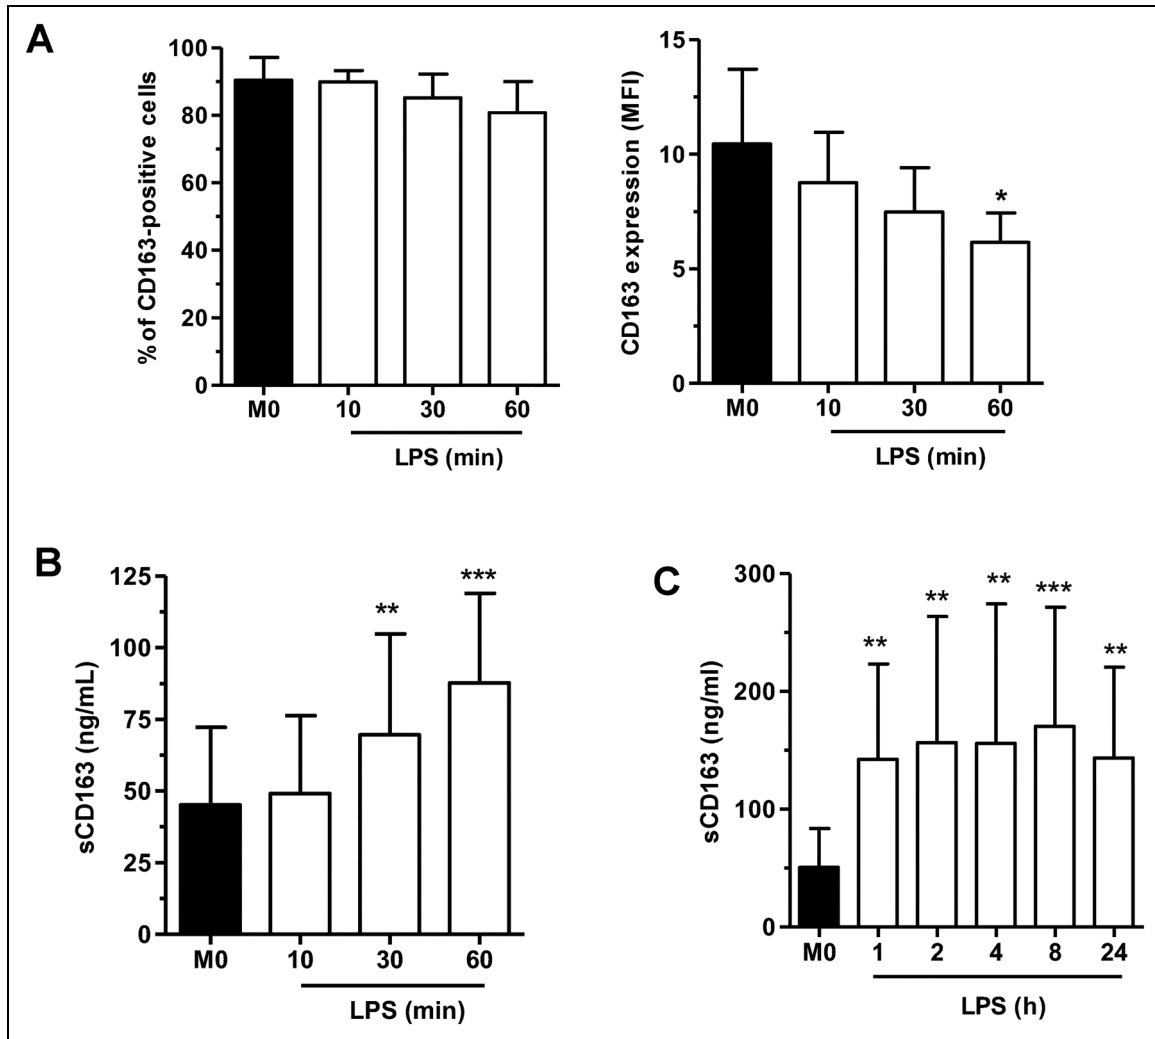 A
% of CD163-positive cells
100
80
60
40
20
0
M0 10 30 60
LPS (min)
CD163 expression (MFI)
15
10
5
0
*
M0 10 30 60
LPS (min)
B
sCD163 (ng/mL)
125
100
75
50
25
0
**
***
M0 10 30 60
LPS (min)
C
sCD163 (ng/ml)
300
200
100
0
**
**
**
***
**
M0 1 2 4 8 24
LPS (h)